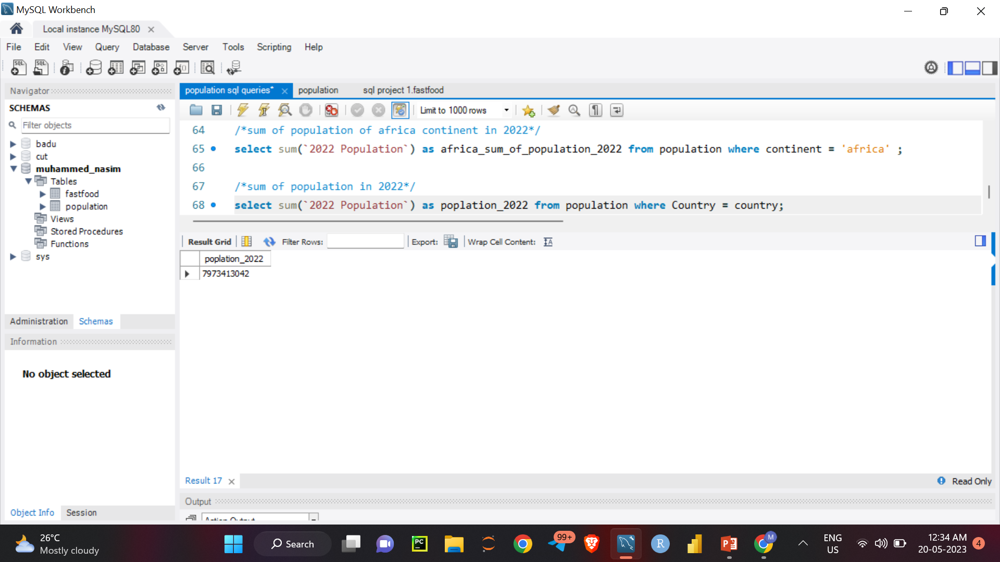 MySQL Workbench
Local instance MySQL80
File Edit View Query Database Server Tools Scripting Help
SQL SQL
Navigator
SCHEMAS
Filter objects
badu
cut
muhammed_nasim
Tables
fastfood
population
Views
Stored Procedures
Functions
sys
Administration Schemas
Information
No object selected
Object Info Session
population sql queries* population sql project 1.fastfood
Limit to 1000 rows
64 /*sum of population of africa continent in 2022*/
65 select sum(`2022 Population`) as africa_sum_of_population_2022 from population where continent = 'africa' ;
66
67 /*sum of population in 2022*/
68 select sum(`2022 Population`) as poplation_2022 from population where Country = country;
Result Grid Filter Rows: Export: Wrap Cell Content:
poplation_2022
7973413042
Result 17 Read Only
Output
Action Output
26°C
Mostly cloudy
Search
PC
99+
R
P
M
ENG
US
12:34 AM
20-05-2023
4